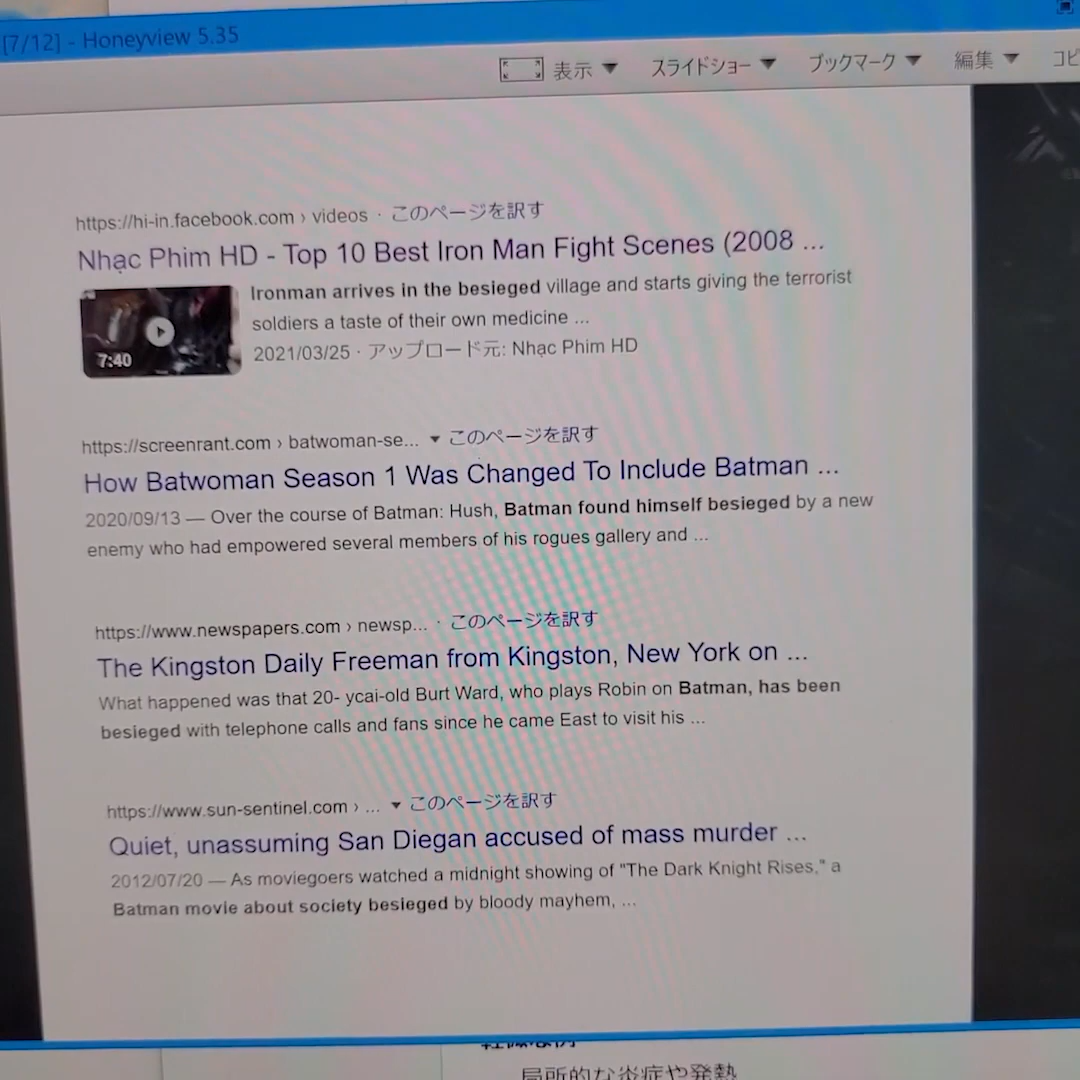 [7/12] - Honeyview 5.35
表示 ▼ スライドショー ▼ ブックマーク ▼ 編集 ▼ コピ
https://hi-in.facebook.com › videos · このページを訳す
Nhạc Phim HD - Top 10 Best Iron Man Fight Scenes (2008 ...
Ironman arrives in the besieged village and starts giving the terrorist
soldiers a taste of their own medicine ...
7:40
2021/03/25 · アップロード元: Nhạc Phim HD
https://screenrant.com › batwoman-se... ▼ このページを訳す
How Batwoman Season 1 Was Changed To Include Batman ...
2020/09/13 — Over the course of Batman: Hush, Batman found himself besieged by a new
enemy who had empowered several members of his rogues gallery and ...
https://www.newspapers.com › newsp... · このページを訳す
The Kingston Daily Freeman from Kingston, New York on ...
What happened was that 20- ycai-old Burt Ward, who plays Robin on Batman, has been
besieged with telephone calls and fans since he came East to visit his ...
https://www.sun-sentinel.com › ... ▼ このページを訳す
Quiet, unassuming San Diegan accused of mass murder ...
2012/07/20 — As moviegoers watched a midnight showing of "The Dark Knight Rises," a
Batman movie about society besieged by bloody mayhem, ...
局所的な炎症や発熱